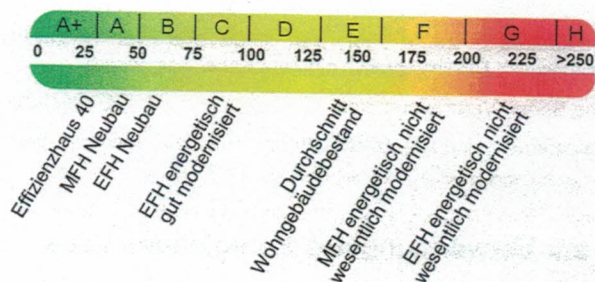 A+ A B C D E F G H
0 25 50 75 100 125 150 175 200 225 >250
Effizienzhaus 40
MFH Neubau
EFH Neubau
EFH energetisch
gut modernisiert
Durchschnitt
Wohngebäudebestand
MFH energetisch nicht
wesentlich modernisiert
EFH energetisch nicht
wesentlich modernisiert